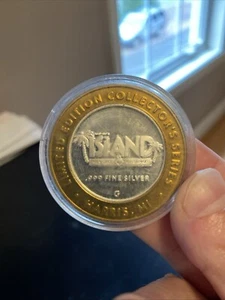 LIMITED EDITION COLLECTORS SERIES
ISLAND
.999 FINE SILVER
G
HARRIS, MI